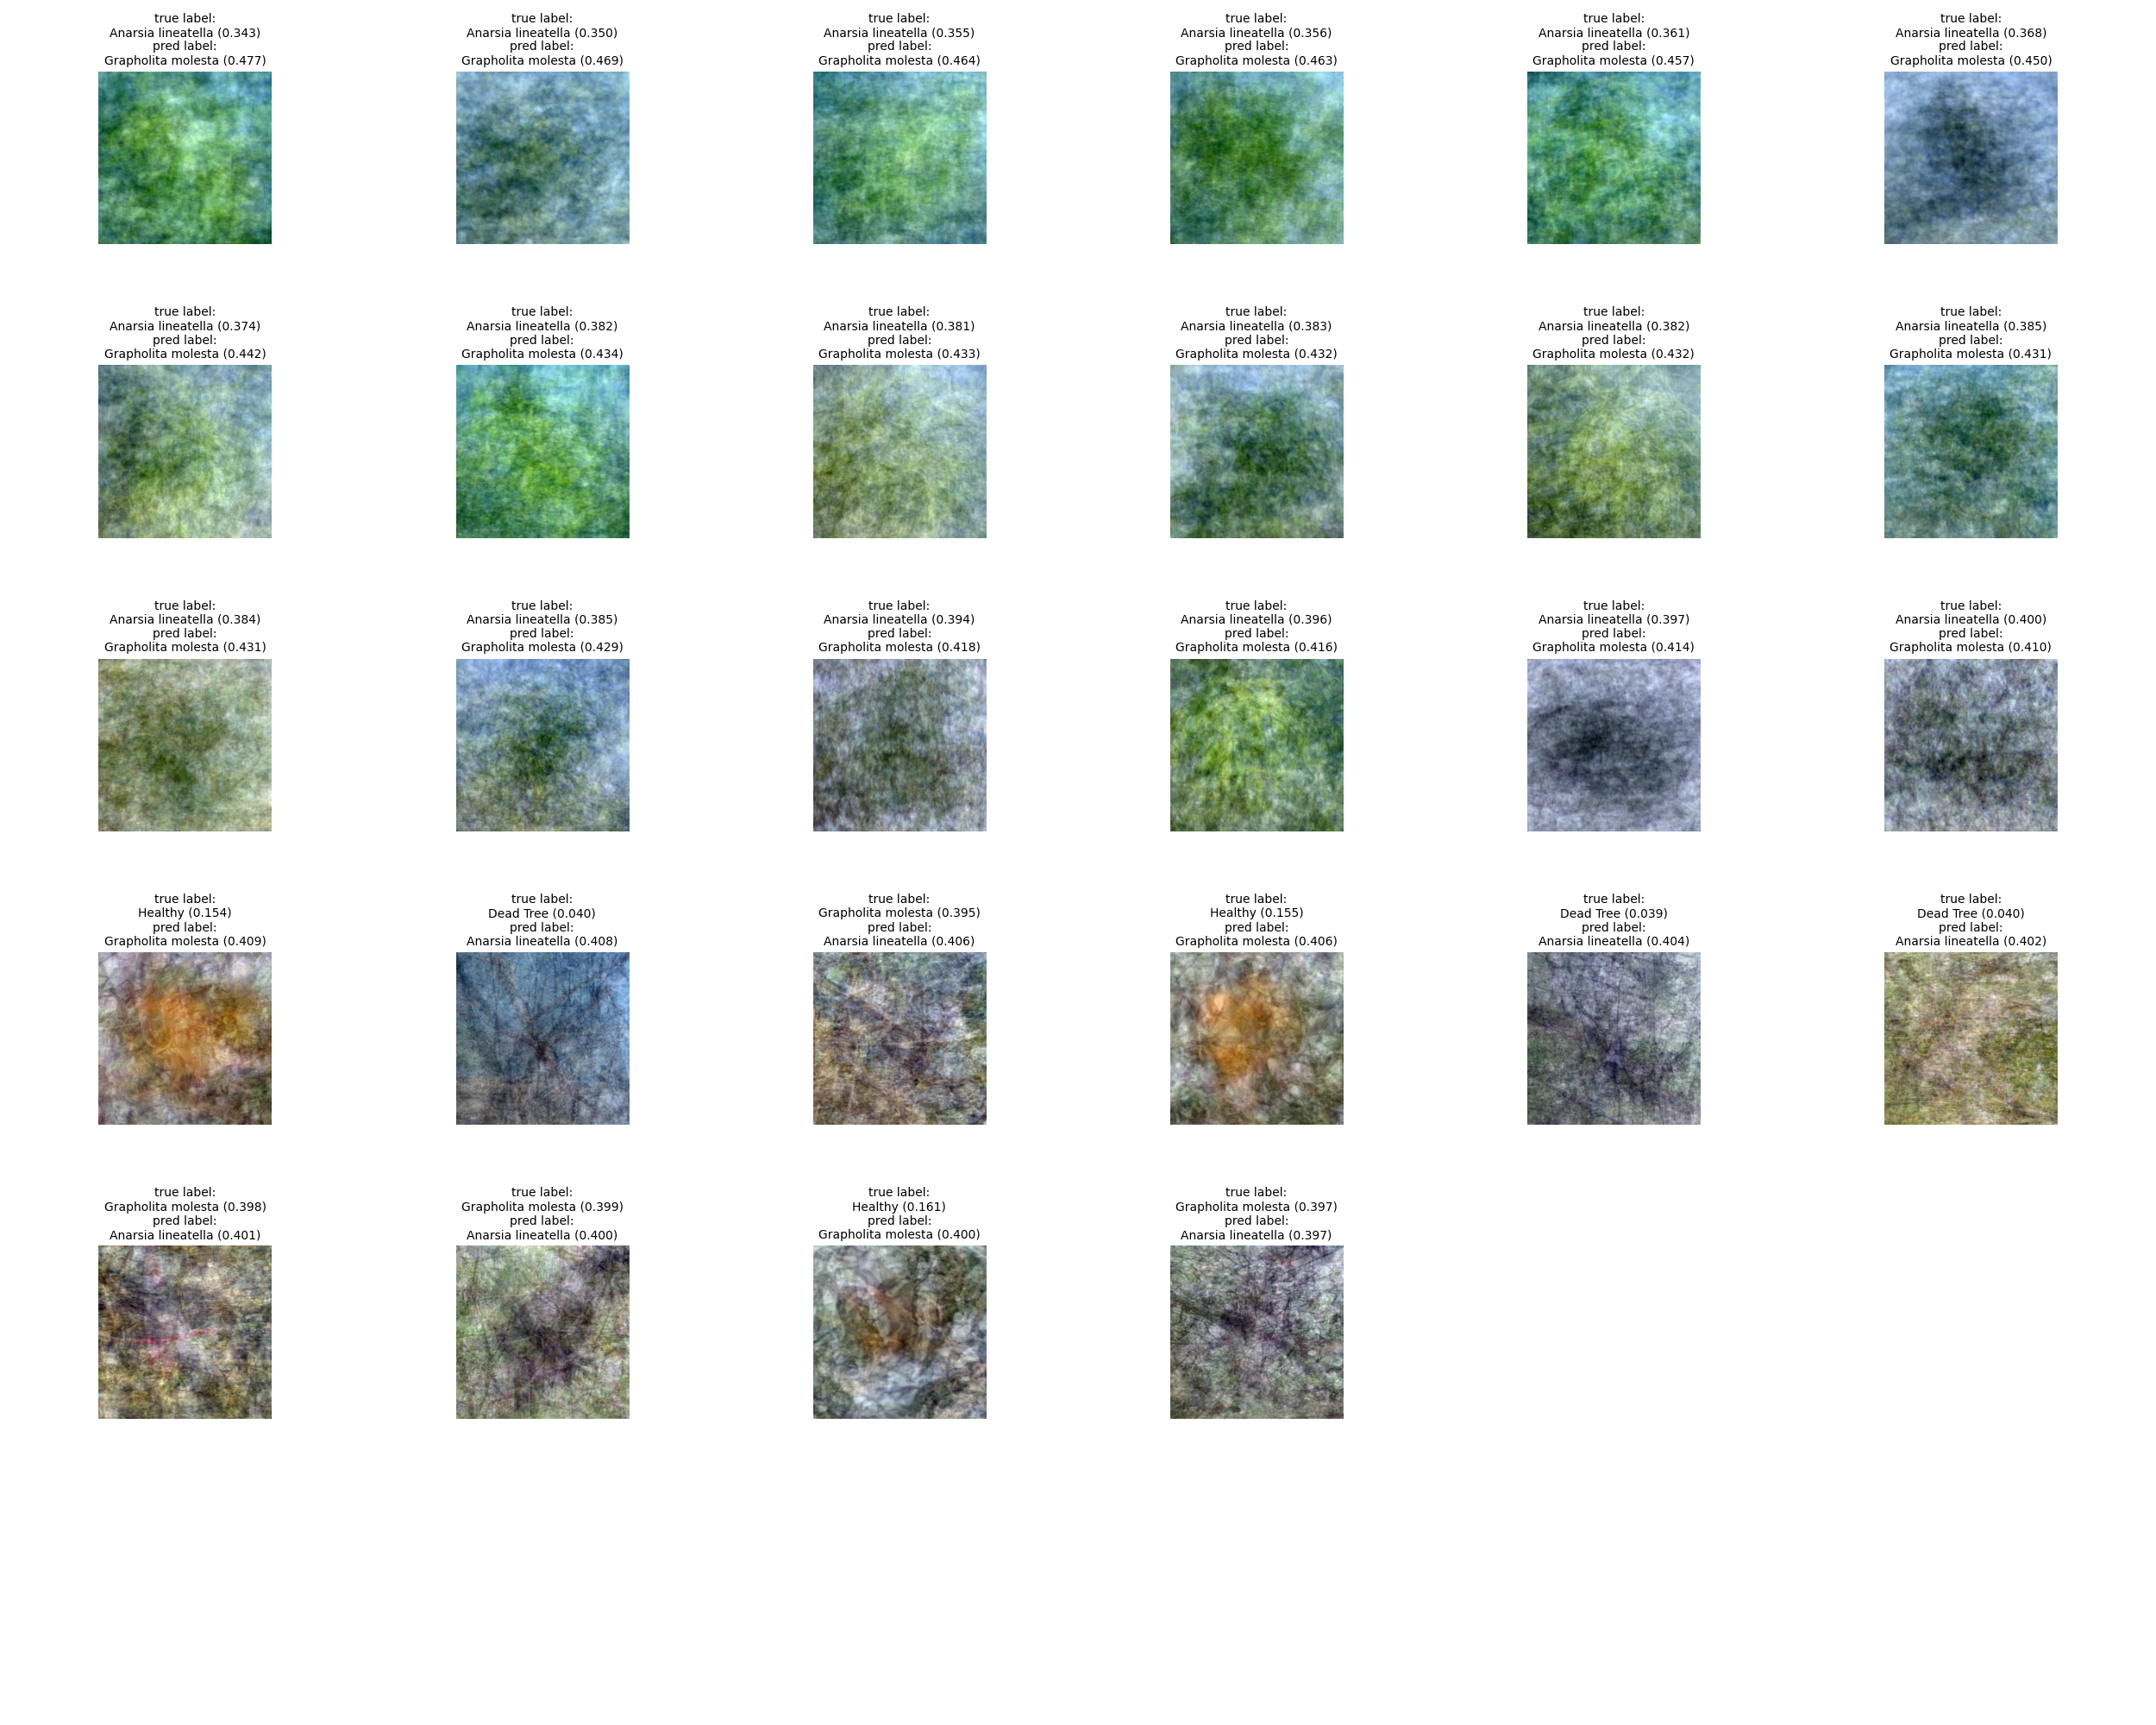 true label:
Anarsia lineatella (0.343)
pred label:
Grapholita molesta (0.477)
true label:
Anarsia lineatella (0.350)
pred label:
Grapholita molesta (0.469)
true label:
Anarsia lineatella (0.355)
pred label:
Grapholita molesta (0.464)
true label:
Anarsia lineatella (0.356)
pred label:
Grapholita molesta (0.463)
true label:
Anarsia lineatella (0.361)
pred label:
Grapholita molesta (0.457)
true label:
Anarsia lineatella (0.368)
pred label:
Grapholita molesta (0.450)
true label:
Anarsia lineatella (0.374)
pred label:
Grapholita molesta (0.442)
true label:
Anarsia lineatella (0.382)
pred label:
Grapholita molesta (0.434)
true label:
Anarsia lineatella (0.381)
pred label:
Grapholita molesta (0.433)
true label:
Anarsia lineatella (0.383)
pred label:
Grapholita molesta (0.432)
true label:
Anarsia lineatella (0.382)
pred label:
Grapholita molesta (0.432)
true label:
Anarsia lineatella (0.385)
pred label:
Grapholita molesta (0.431)
true label:
Anarsia lineatella (0.384)
pred label:
Grapholita molesta (0.431)
true label:
Anarsia lineatella (0.385)
pred label:
Grapholita molesta (0.429)
true label:
Anarsia lineatella (0.394)
pred label:
Grapholita molesta (0.418)
true label:
Anarsia lineatella (0.396)
pred label:
Grapholita molesta (0.416)
true label:
Anarsia lineatella (0.397)
pred label:
Grapholita molesta (0.414)
true label:
Anarsia lineatella (0.400)
pred label:
Grapholita molesta (0.410)
true label:
Healthy (0.154)
pred label:
Grapholita molesta (0.409)
true label:
Dead Tree (0.040)
pred label:
Anarsia lineatella (0.408)
true label:
Grapholita molesta (0.395)
pred label:
Anarsia lineatella (0.406)
true label:
Healthy (0.155)
pred label:
Grapholita molesta (0.406)
true label:
Dead Tree (0.039)
pred label:
Anarsia lineatella (0.404)
true label:
Dead Tree (0.040)
pred label:
Anarsia lineatella (0.402)
true label:
Grapholita molesta (0.398)
pred label:
Anarsia lineatella (0.401)
true label:
Grapholita molesta (0.399)
pred label:
Anarsia lineatella (0.400)
true label:
Healthy (0.161)
pred label:
Grapholita molesta (0.400)
true label:
Grapholita molesta (0.397)
pred label:
Anarsia lineatella (0.397)